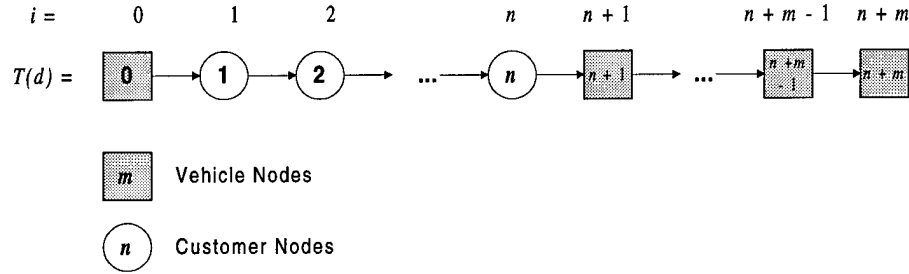 i = 0 1 2 n n + 1 n + m - 1 n + m
T(d) = 0 1 2 ... n n + 1 ... n + m - 1 n + m
m Vehicle Nodes
n Customer Nodes